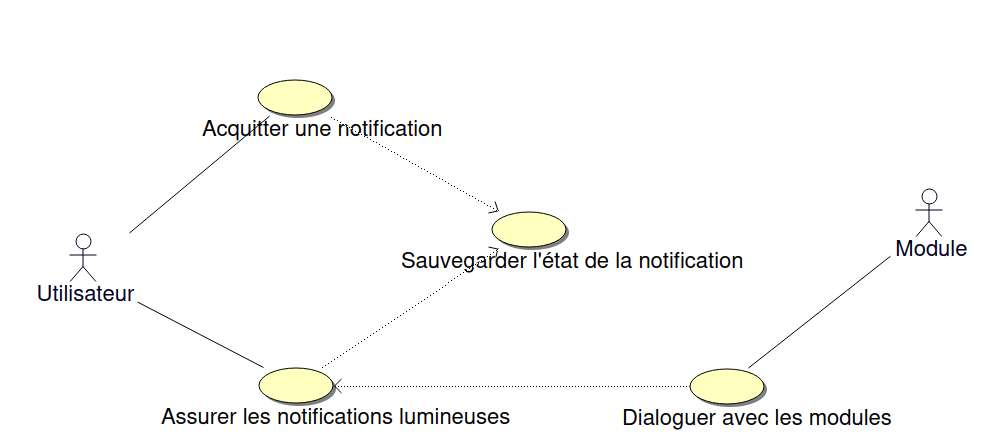 Acquitter une notification
Module
Sauvegarder l'état de la notification
Utilisateur
Assurer les notifications lumineuses
Dialoguer avec les modules